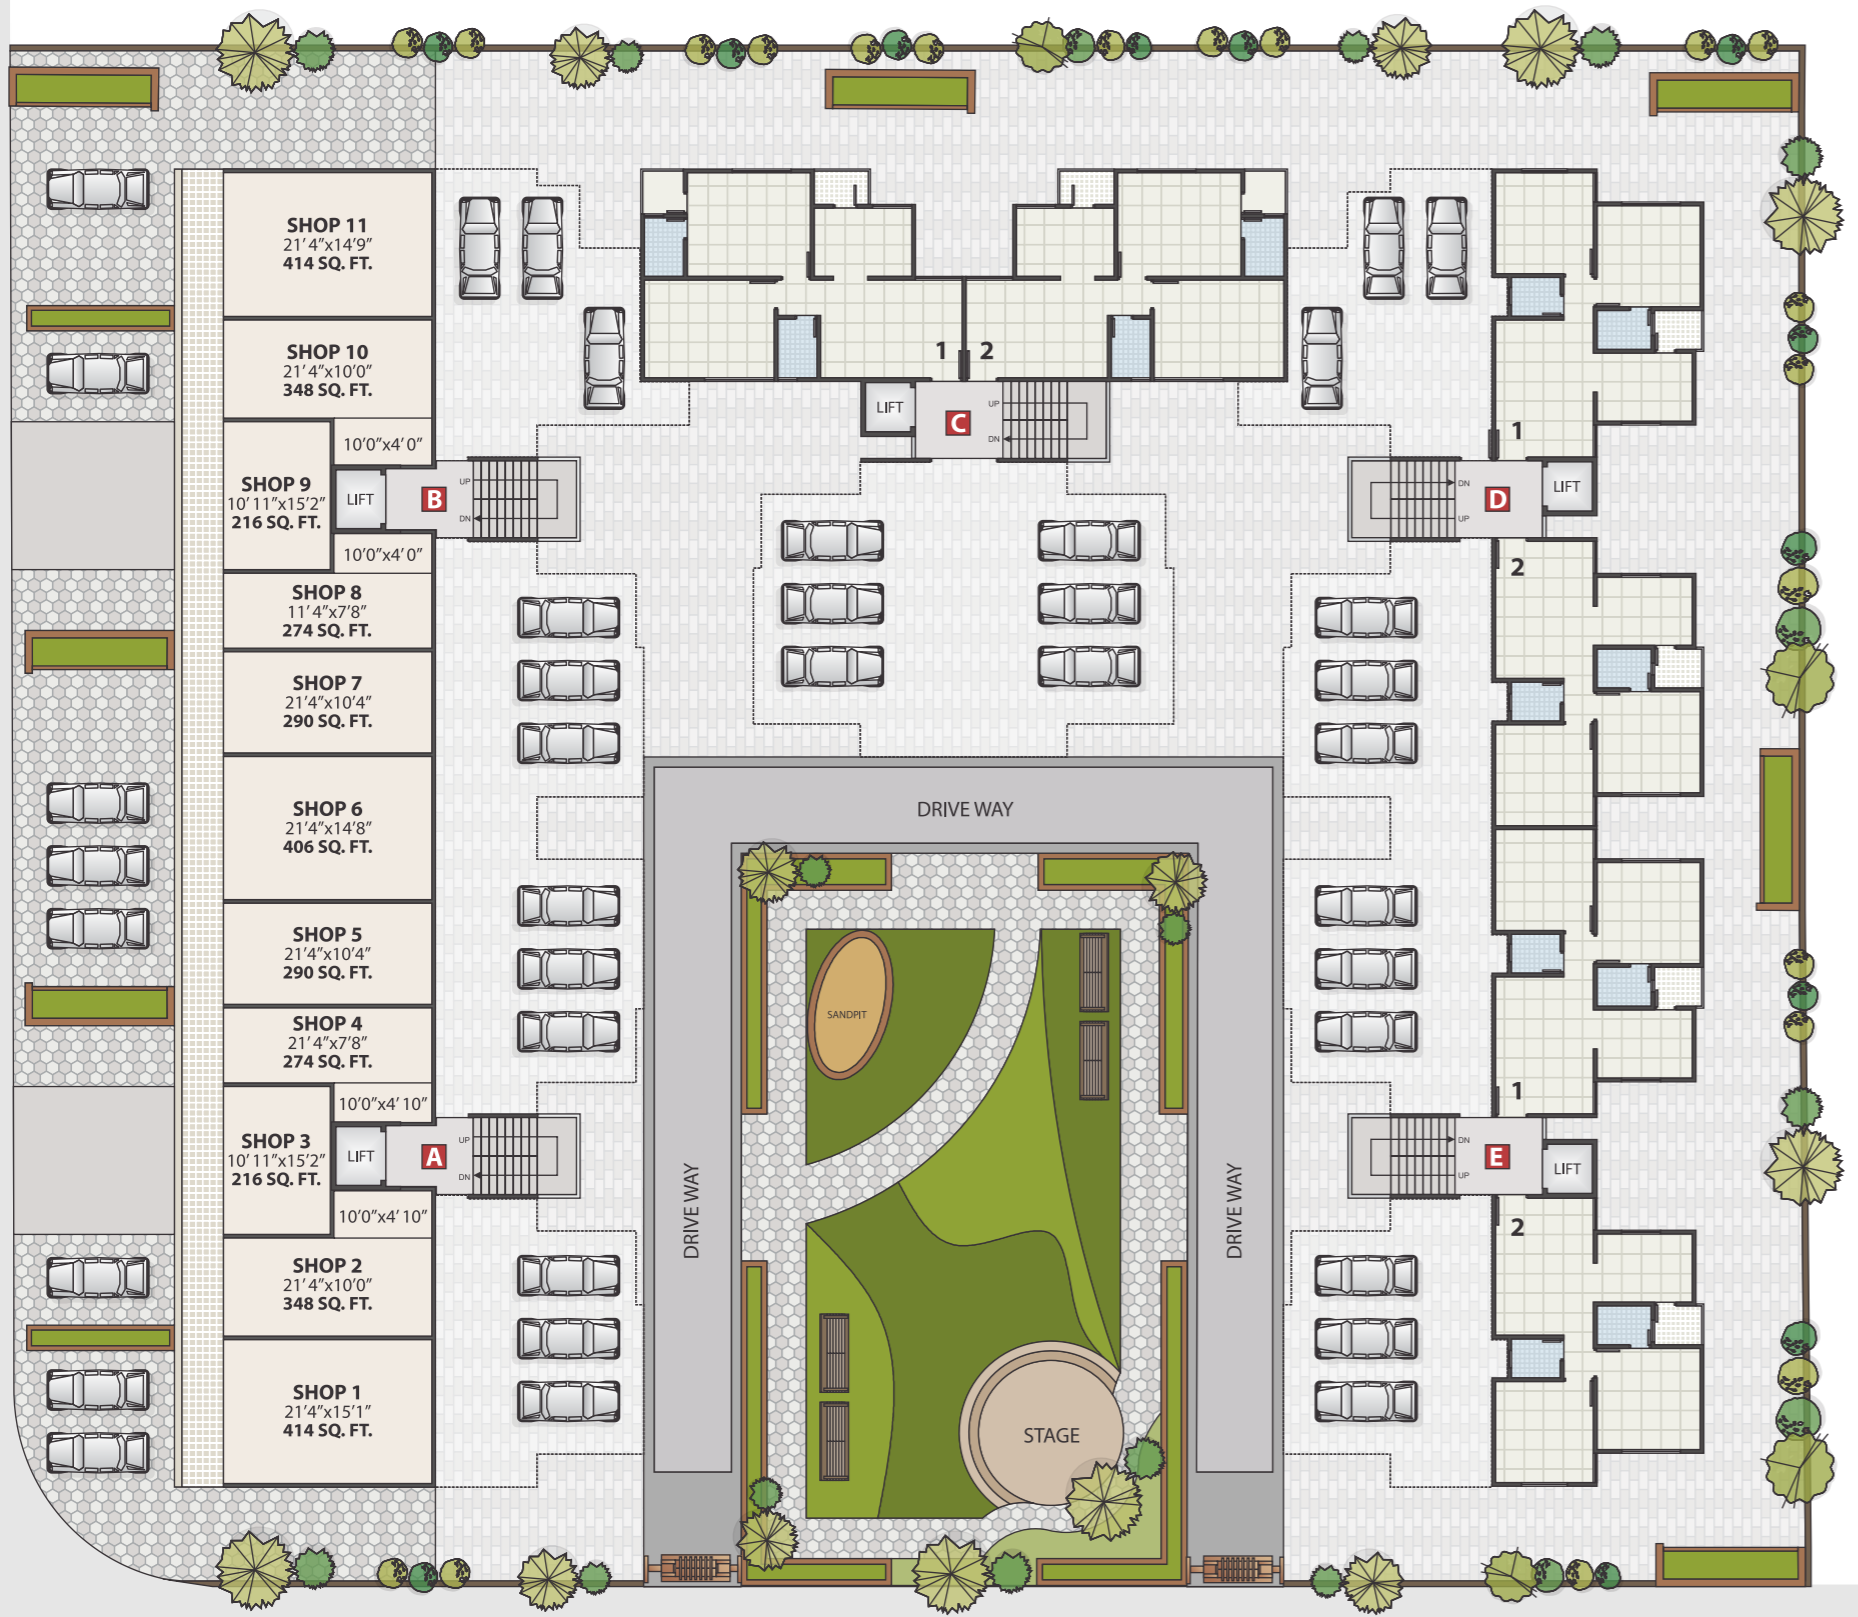 SHOP 11
21'4"x14'9"
414 SQ. FT.
SHOP 10
21'4"x10'0"
348 SQ. FT.
10'0"x4'0"
SHOP 9
10'11"x15'2"
216 SQ. FT.
LIFT
B
UP
DN
10'0"x4'0"
SHOP 8
11'4"x7'8"
274 SQ. FT.
SHOP 7
21'4"x10'4"
290 SQ. FT.
SHOP 6
21'4"x14'8"
406 SQ. FT.
SHOP 5
21'4"x10'4"
290 SQ. FT.
SHOP 4
21'4"x7'8"
274 SQ. FT.
10'0"x4'10"
SHOP 3
10'11"x15'2"
216 SQ. FT.
LIFT
A
UP
DN
10'0"x4'10"
SHOP 2
21'4"x10'0"
348 SQ. FT.
SHOP 1
21'4"x15'1"
414 SQ. FT.
1 2
LIFT
C
UP
DN
DRIVE WAY
DRIVE WAY
DRIVE WAY
SANDPIT
STAGE
1
DN
UP
D
LIFT
2
1
DN
UP
E
LIFT
2